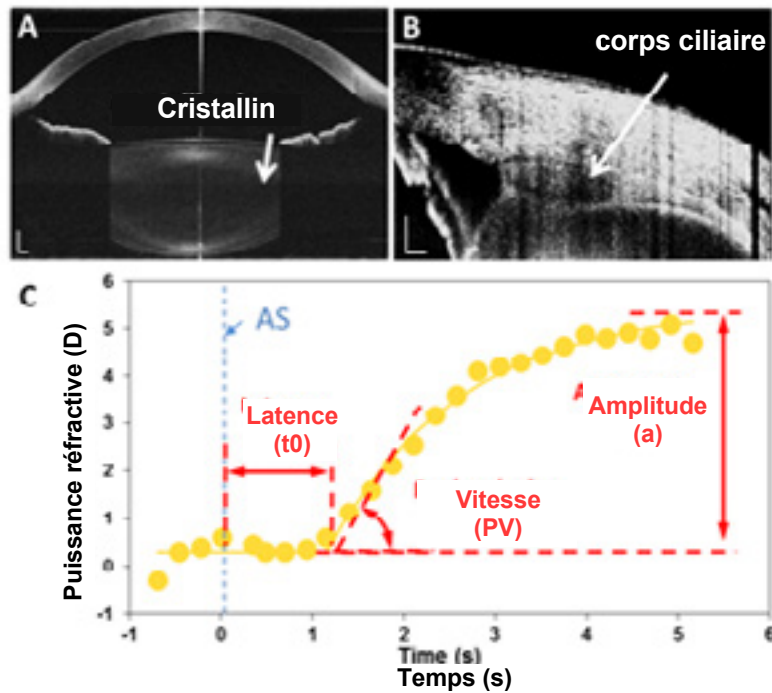 A
Cristallin
B
corps ciliaire
C
Puissance réfractive (D)
6
5
4
3
2
1
0
-1
AS
Latence
(t0)
Amplitude
(a)
Vitesse
(PV)
-1 0 1 2 3 4 5 6
Time (s)
Temps (s)